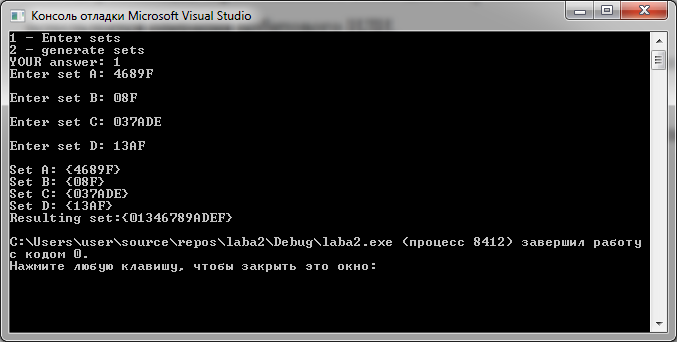 Консоль отладки Microsoft Visual Studio
1 - Enter sets
2 - generate sets
YOUR answer: 1
Enter set A: 4689F
Enter set B: 08F
Enter set C: 037ADE
Enter set D: 13AF
Set A: {4689F}
Set B: {08F}
Set C: {037ADE}
Set D: {13AF}
Resulting set:{01346789ADEF}
C:\Users\user\source\repos\laba2\Debug\laba2.exe (процесс 8412) завершил работу
с кодом 0.
Нажмите любую клавишу, чтобы закрыть это окно: